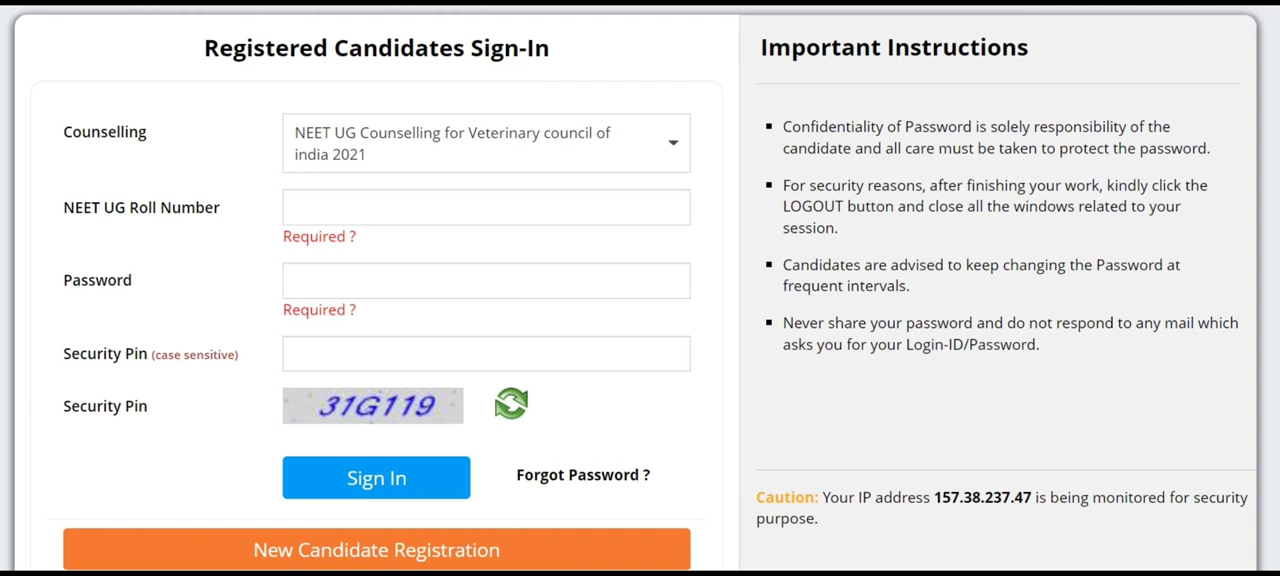 Registered Candidates Sign-In
Counselling
NEET UG Counselling for Veterinary council of
india 2021
NEET UG Roll Number
Required ?
Password
Required ?
Security Pin (case sensitive)
Security Pin
31G119
Sign In
Forgot Password ?
New Candidate Registration
Important Instructions
Confidentiality of Password is solely responsibility of the
candidate and all care must be taken to protect the password.
For security reasons, after finishing your work, kindly click the
LOGOUT button and close all the windows related to your
session.
Candidates are advised to keep changing the Password at
frequent intervals.
Never share your password and do not respond to any mail which
asks you for your Login-ID/Password.
Caution: Your IP address 157.38.237.47 is being monitored for security
purpose.